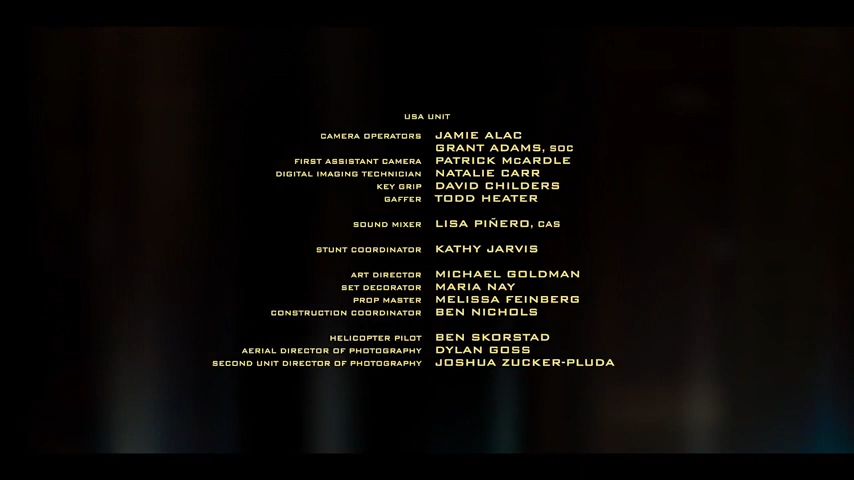 USA UNIT
CAMERA OPERATORS JAMIE ALAC
GRANT ADAMS, SOC
FIRST ASSISTANT CAMERA PATRICK McARDLE
DIGITAL IMAGING TECHNICIAN NATALIE CARR
KEY GRIP DAVID CHILDERS
GAFFER TODD HEATER
SOUND MIXER LISA PIÑERO, CAS
STUNT COORDINATOR KATHY JARVIS
ART DIRECTOR MICHAEL GOLDMAN
SET DECORATOR MARIA NAY
PROP MASTER MELISSA FEINBERG
CONSTRUCTION COORDINATOR BEN NICHOLS
HELICOPTER PILOT BEN SKORSTAD
AERIAL DIRECTOR OF PHOTOGRAPHY DYLAN GOSS
SECOND UNIT DIRECTOR OF PHOTOGRAPHY JOSHUA ZUCKER-PLUDA